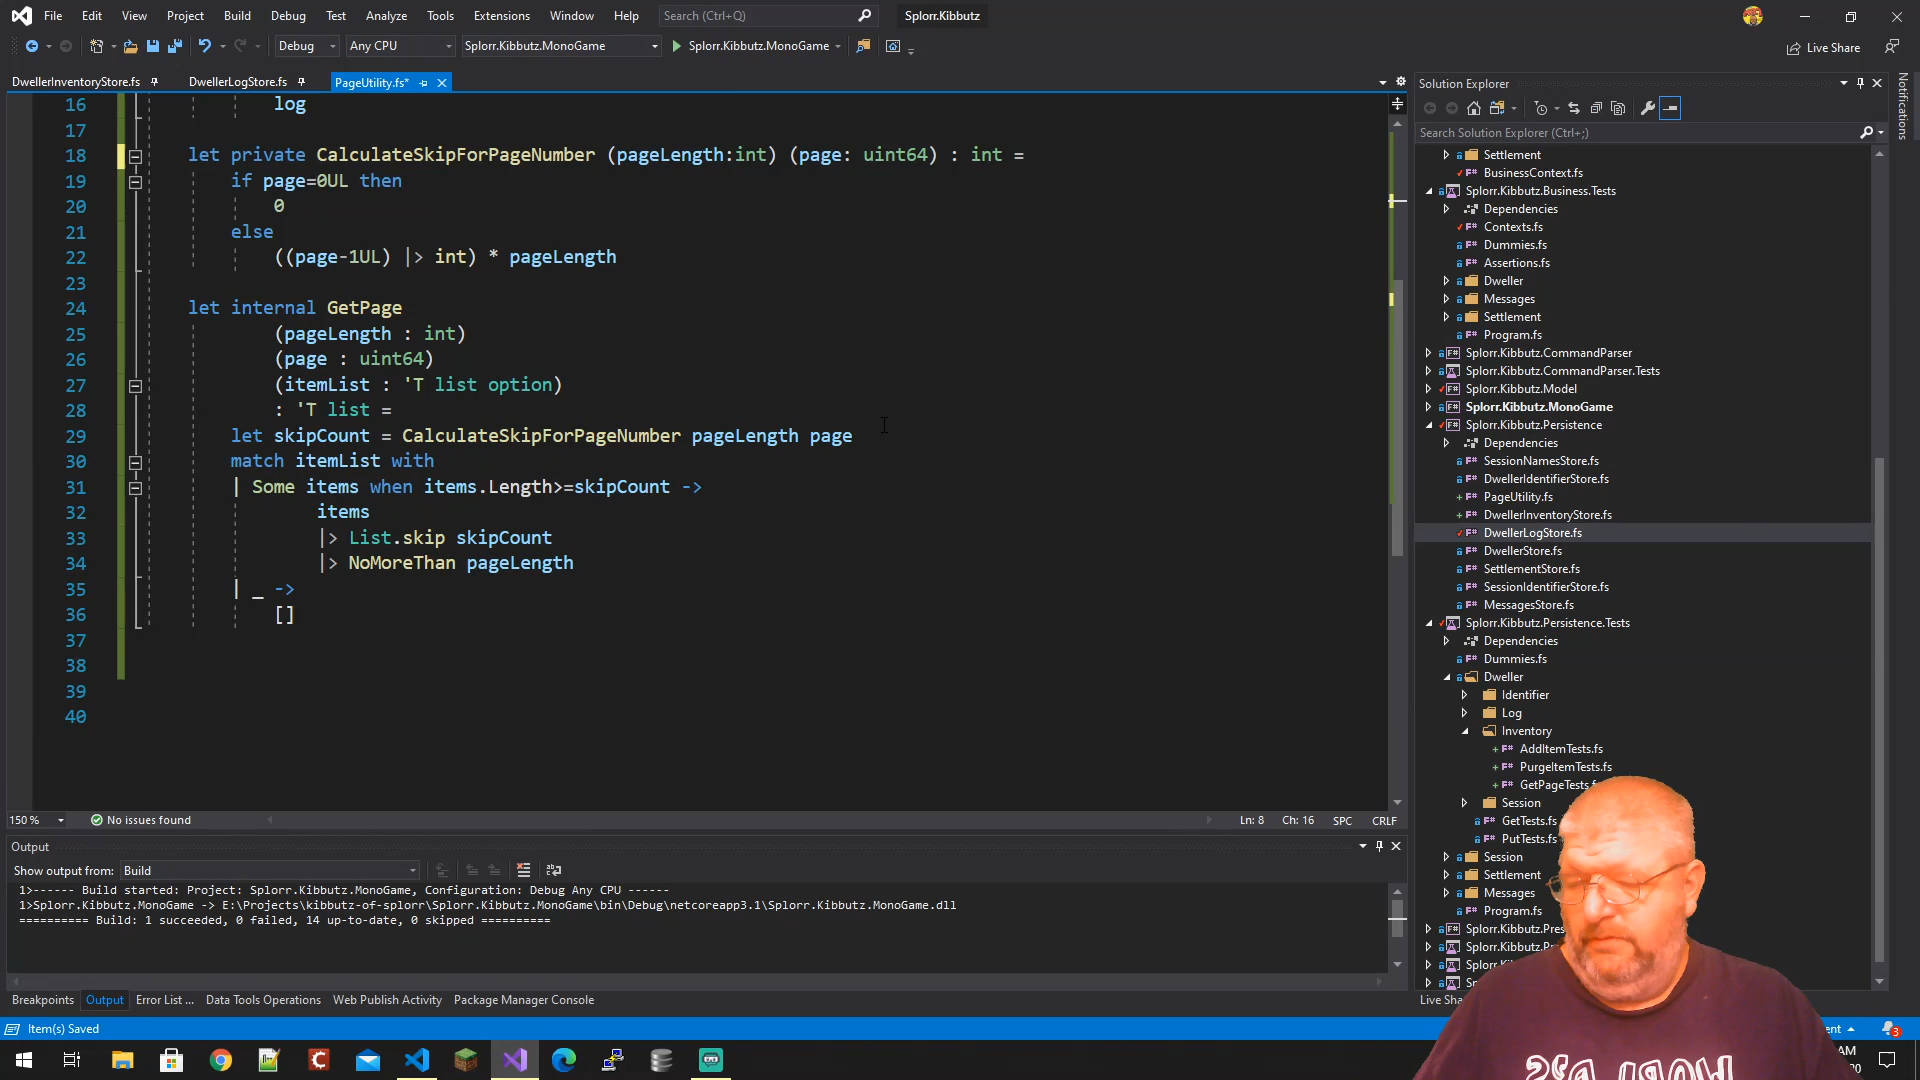 File Edit View Project Build Debug Test Analyze Tools Extensions Window Help Search (Ctrl+Q) Splorr.Kibbutz
Debug Any CPU Splorr.Kibbutz.MonoGame Splorr.Kibbutz.MonoGame Live Share
DwellerInventoryStore.fs DwellerLogStore.fs PageUtility.fs*
16 log
17
18 let private CalculateSkipForPageNumber (pageLength:int) (page: uint64) : int =
19 if page=0UL then
20 0
21 else
22 ((page-1UL) |> int) * pageLength
23
24 let internal GetPage
25 (pageLength : int)
26 (page : uint64)
27 (itemList : 'T list option)
28 : 'T list =
29 let skipCount = CalculateSkipForPageNumber pageLength page
30 match itemList with
31 | Some items when items.Length>=skipCount ->
32 items
33 |> List.skip skipCount
34 |> NoMoreThan pageLength
35 | _ ->
36 []
37
38
39
40
150 % No issues found Ln: 8 Ch: 16 SPC CRLF
Output
Show output from: Build
1>------ Build started: Project: Splorr.Kibbutz.MonoGame, Configuration: Debug Any CPU ------
1>Splorr.Kibbutz.MonoGame -> E:\Projects\kibbutz-of-splorr\Splorr.Kibbutz.MonoGame\bin\Debug\netcoreapp3.1\Splorr.Kibbutz.MonoGame.dll
========== Build: 1 succeeded, 0 failed, 14 up-to-date, 0 skipped ==========
Breakpoints Output Error List ... Data Tools Operations Web Publish Activity Package Manager Console
Item(s) Saved
Solution Explorer
Search Solution Explorer (Ctrl+;)
Settlement
F# BusinessContext.fs
Splorr.Kibbutz.Business.Tests
Dependencies
F# Contexts.fs
F# Dummies.fs
F# Assertions.fs
Dweller
Messages
Settlement
F# Program.fs
F# Splorr.Kibbutz.CommandParser
Splorr.Kibbutz.CommandParser.Tests
F# Splorr.Kibbutz.Model
F# Splorr.Kibbutz.MonoGame
F# Splorr.Kibbutz.Persistence
Dependencies
F# SessionNamesStore.fs
F# DwellerIdentifierStore.fs
+ F# PageUtility.fs
+ F# DwellerInventoryStore.fs
F# DwellerLogStore.fs
F# DwellerStore.fs
F# SettlementStore.fs
F# SessionIdentifierStore.fs
F# MessagesStore.fs
Splorr.Kibbutz.Persistence.Tests
Dependencies
F# Dummies.fs
Dweller
Identifier
Log
Inventory
+ F# AddItemTests.fs
+ F# PurgeItemTests.fs
+ F# GetPageTests
Session
F# GetTests.fs
F# PutTests.fs
Session
Settlement
Messages
F# Program.fs
F# Splorr.Kibbutz.Pres
Splorr.Kibbutz.P
Live Sha
Notifications
3
AM